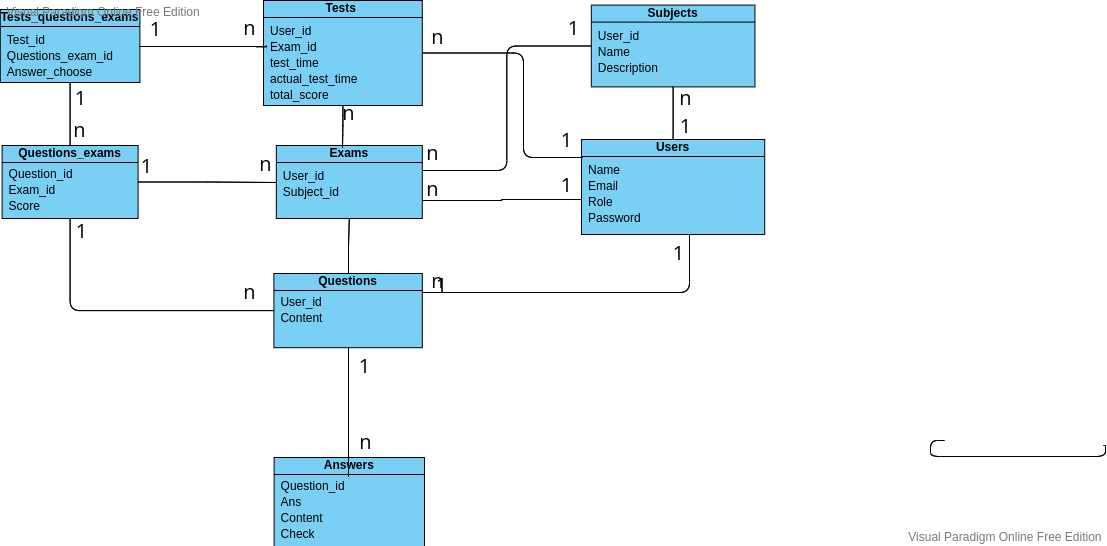 Visual Paradigm Online Free Edition
Tests_questions_exams
Test_id
Questions_exam_id
Answer_choose
1
n
Tests
User_id
Exam_id
test_time
actual_test_time
total_score
n
1
Subjects
User_id
Name
Description
1
n
n
n
1
Questions_exams
Question_id
Exam_id
Score
1
n
Exams
User_id
Subject_id
n
n
1
1
Users
Name
Email
Role
Password
1
1
n
Questions
User_id
Content
n
1
1
n
Answers
Question_id
Ans
Content
Check
Visual Paradigm Online Free Edition